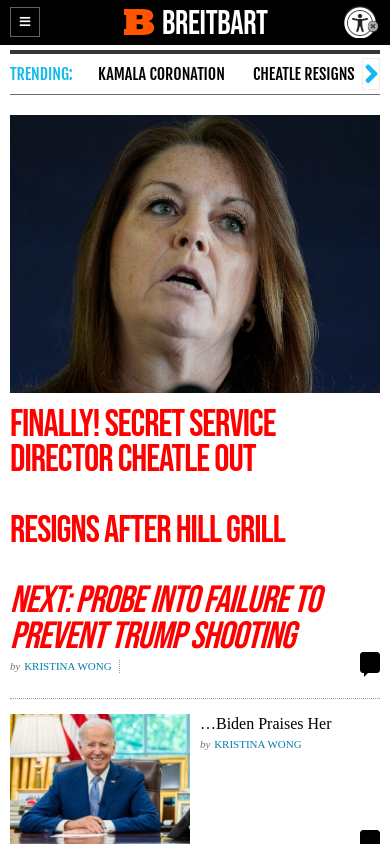 B BREITBART
TRENDING: KAMALA CORONATION CHEATLE RESIGNS
FINALLY! SECRET SERVICE
DIRECTOR CHEATLE OUT
RESIGNS AFTER HILL GRILL
NEXT: PROBE INTO FAILURE TO
PREVENT TRUMP SHOOTING
by KRISTINA WONG
…Biden Praises Her
by KRISTINA WONG